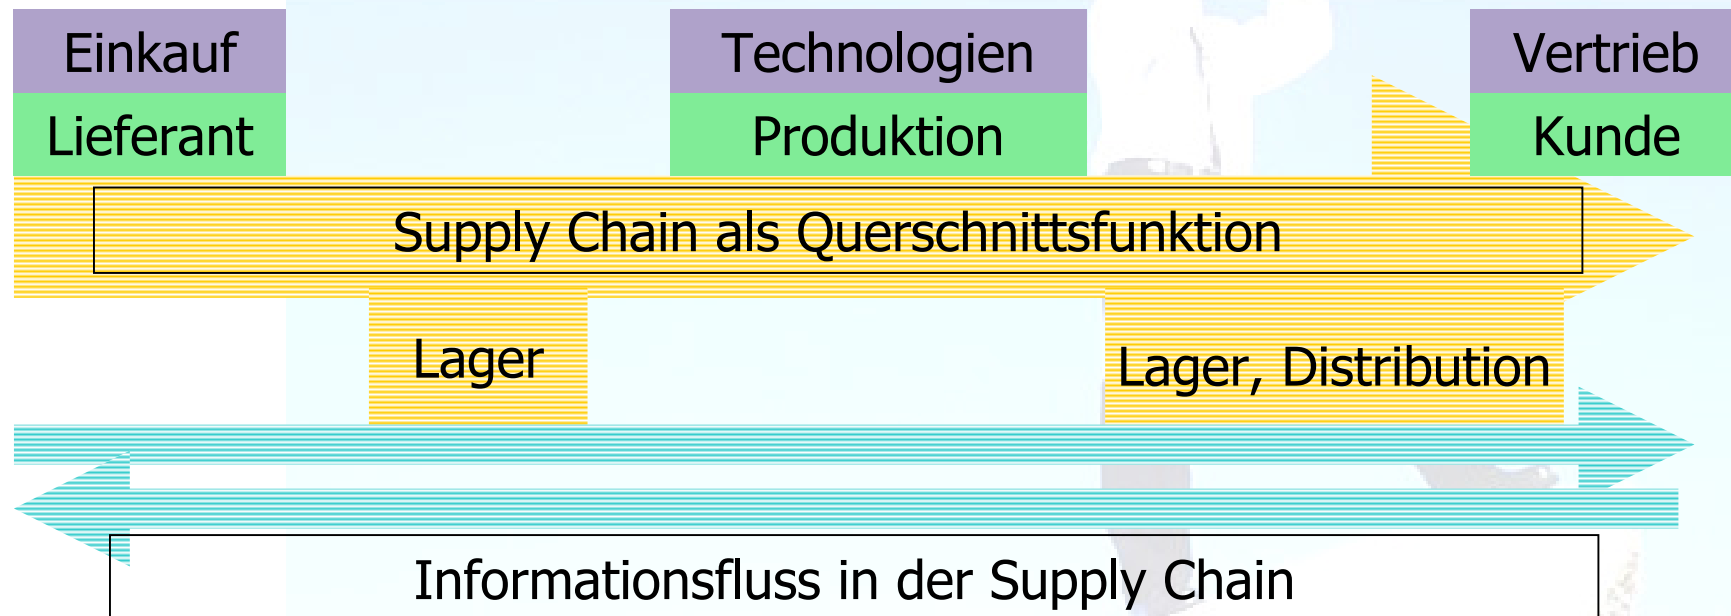 Einkauf
Technologien
Vertrieb
Lieferant
Produktion
Kunde
Supply Chain als Querschnittsfunktion
Lager
Lager, Distribution
Informationsfluss in der Supply Chain